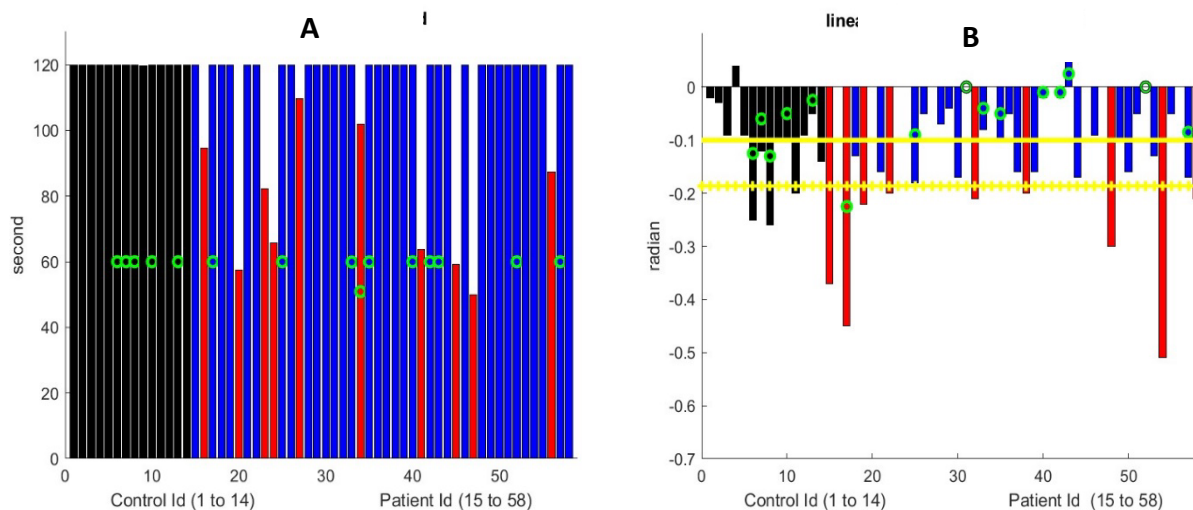 A
second
120
100
80
60
40
20
0
0 10 20 30 40 50
Control Id (1 to 14) Patient Id (15 to 58)
B
radian
0
-0.1
-0.2
-0.3
-0.4
-0.5
-0.6
-0.7
0 10 20 30 40 50
Control Id (1 to 14) Patient Id (15 to 58)